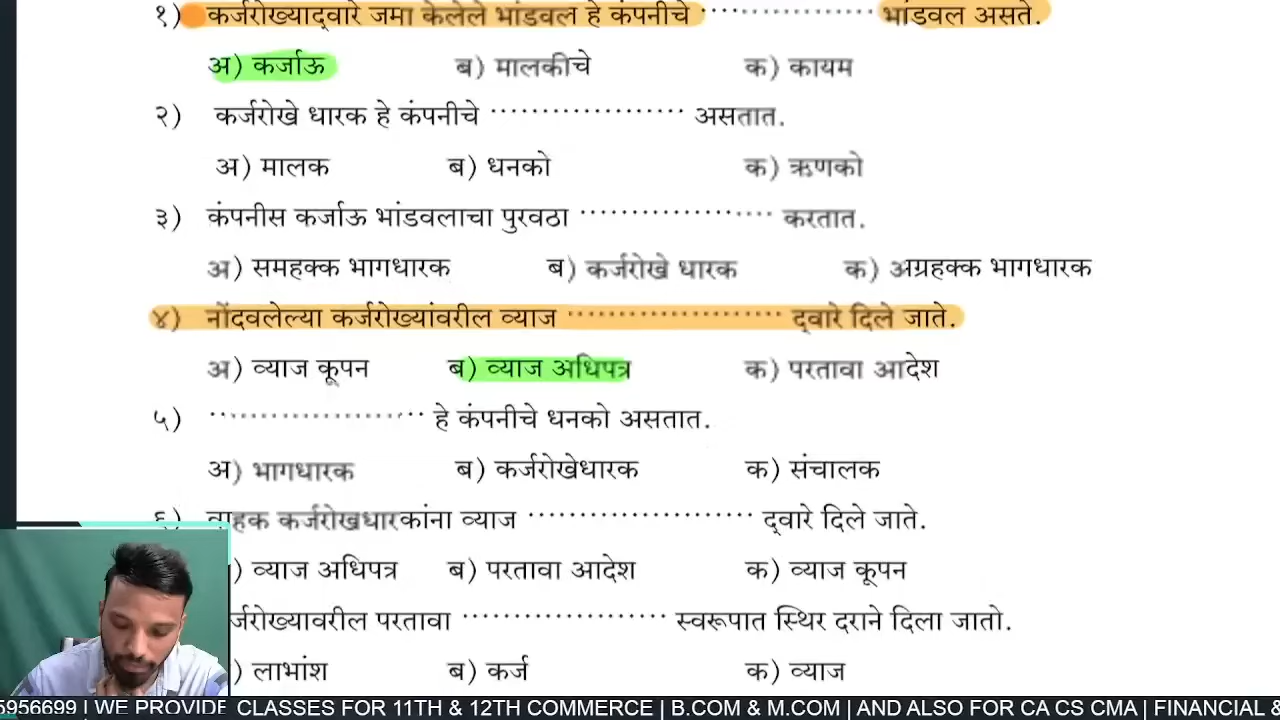 १) कर्जरोख्याद्वारे जमा केलेले भांडवल हे कंपनीचे .................... भांडवल असते.
अ) कर्जाऊ ब) मालकीचे क) कायम
२) कर्जरोखे धारक हे कंपनीचे .................... असतात.
अ) मालक ब) धनको क) ऋणको
३) कंपनीस कर्जाऊ भांडवलाचा पुरवठा .................... करतात.
अ) समहक्क भागधारक ब) कर्जरोखे धारक क) अग्रहक्क भागधारक
४) नोंदवलेल्या कर्जरोख्यांवरील व्याज ...................... द्वारे दिले जाते.
अ) व्याज कूपन ब) व्याज अधिपत्र क) परतावा आदेश
५) ...................... हे कंपनीचे धनको असतात.
अ) भागधारक ब) कर्जरोखेधारक क) संचालक
६) वाहक कर्जरोखधारकांना व्याज ....................... द्वारे दिले जाते.
) व्याज अधिपत्र ब) परतावा आदेश क) व्याज कूपन
र्जरोख्यावरील परतावा ..................... स्वरूपात स्थिर दराने दिला जातो.
) लाभांश ब) कर्ज क) व्याज
5956699 | WE PROVIDE CLASSES FOR 11TH & 12TH COMMERCE | B.COM & M.COM | AND ALSO FOR CA CS CMA | FINANCIAL &